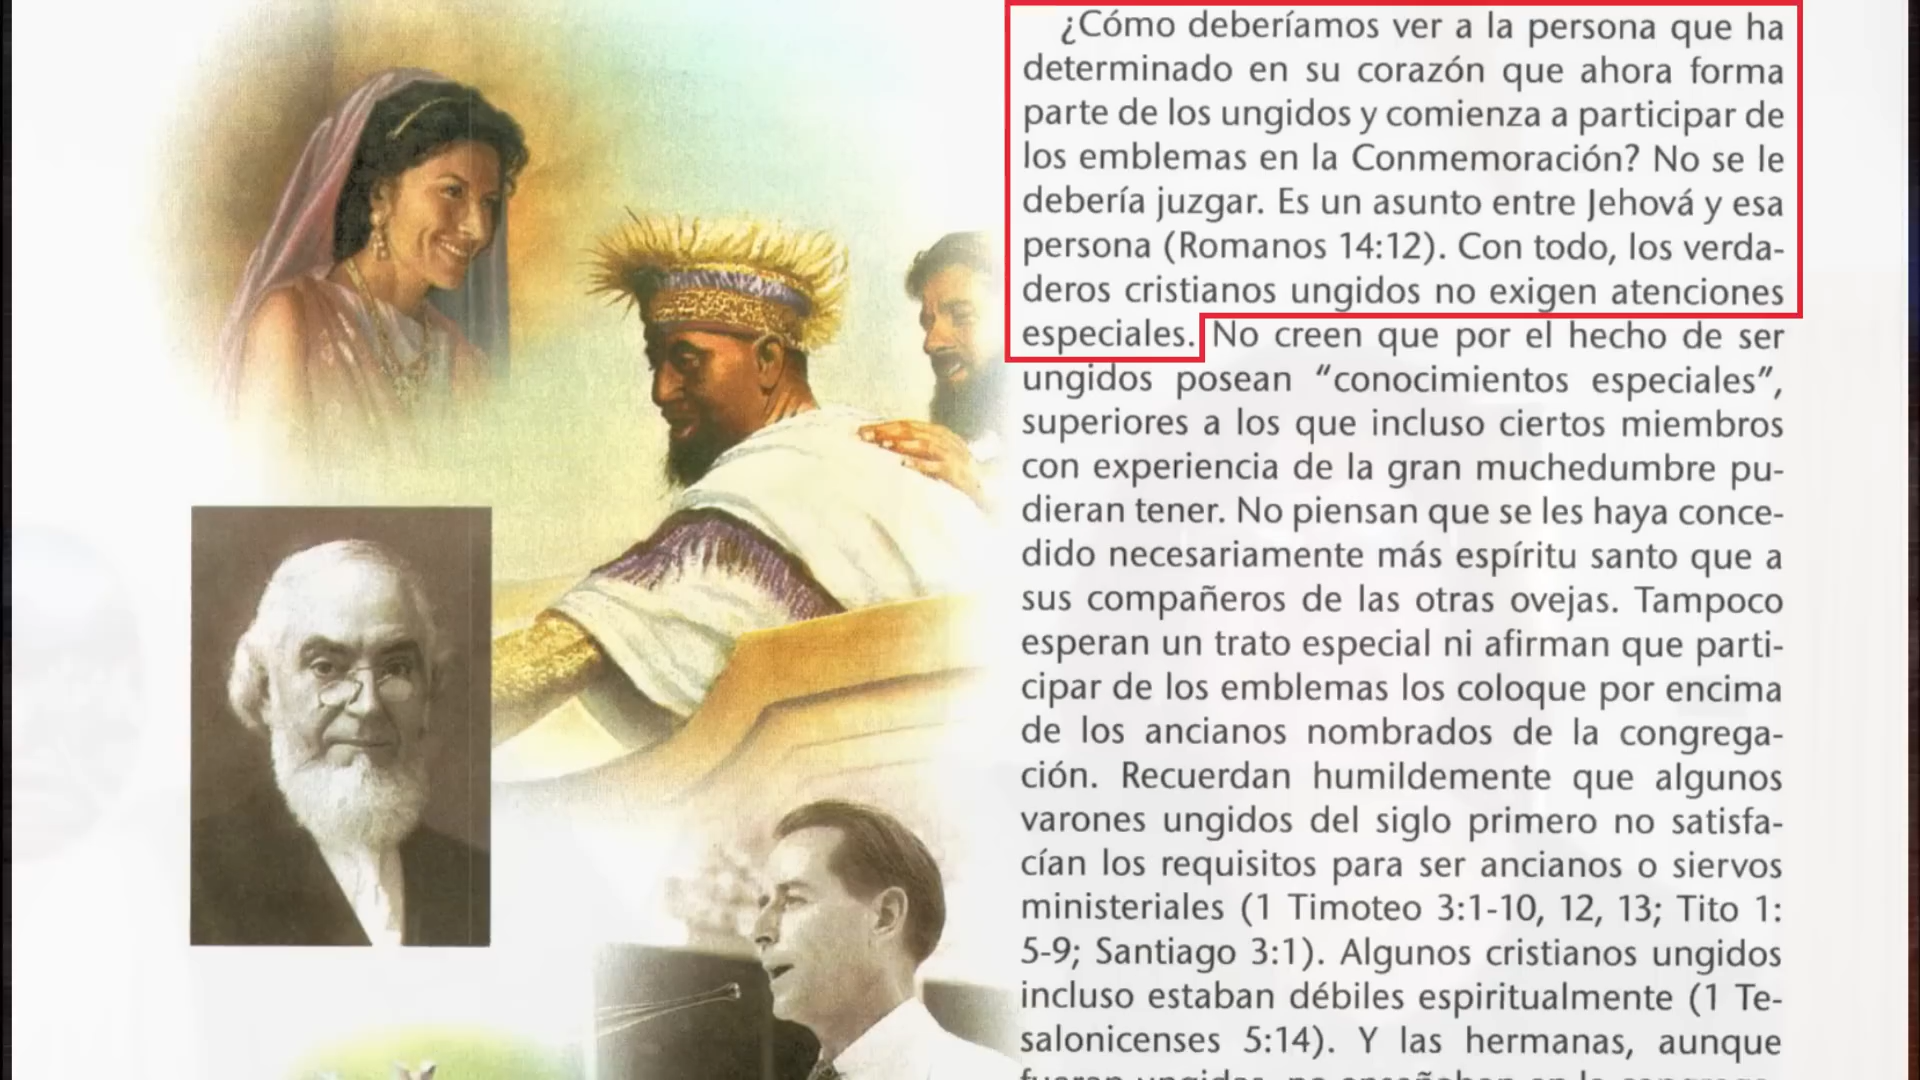 ¿Cómo deberíamos ver a la persona que ha
determinado en su corazón que ahora forma
parte de los ungidos y comienza a participar de
los emblemas en la Conmemoración? No se le
debería juzgar. Es un asunto entre Jehová y esa
persona (Romanos 14:12). Con todo, los verda-
deros cristianos ungidos no exigen atenciones
especiales. No creen que por el hecho de ser
ungidos posean “conocimientos especiales”,
superiores a los que incluso ciertos miembros
con experiencia de la gran muchedumbre pu-
dieran tener. No piensan que se les haya conce-
dido necesariamente más espíritu santo que a
sus compañeros de las otras ovejas. Tampoco
esperan un trato especial ni afirman que parti-
cipar de los emblemas los coloque por encima
de los ancianos nombrados de la congrega-
ción. Recuerdan humildemente que algunos
varones ungidos del siglo primero no satisfa-
cían los requisitos para ser ancianos o siervos
ministeriales (1 Timoteo 3:1-10, 12, 13; Tito 1:
5-9; Santiago 3:1). Algunos cristianos ungidos
incluso estaban débiles espiritualmente (1 Te-
salonicenses 5:14). Y las hermanas, aunque